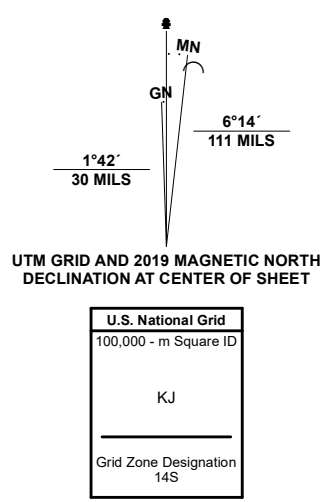 MN
GN
6°14´
111 MILS
1°42´
30 MILS
UTM GRID AND 2019 MAGNETIC NORTH
DECLINATION AT CENTER OF SHEET
U.S. National Grid
100,000 - m Square ID
KJ
Grid Zone Designation
14S